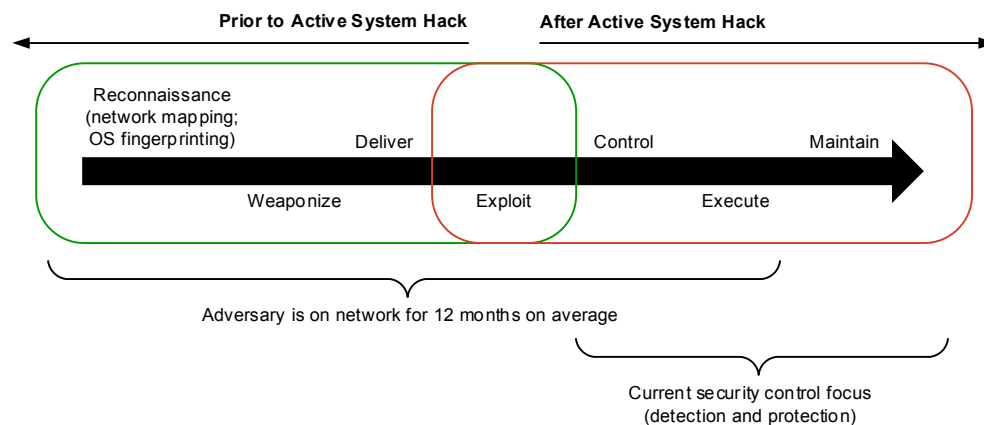 Prior to Active System Hack
After Active System Hack
Reconnaissance
(network mapping;
OS fingerprinting)
Deliver
Control
Maintain
Weaponize
Exploit
Execute
Adversary is on network for 12 months on average
Current security control focus
(detection and protection)